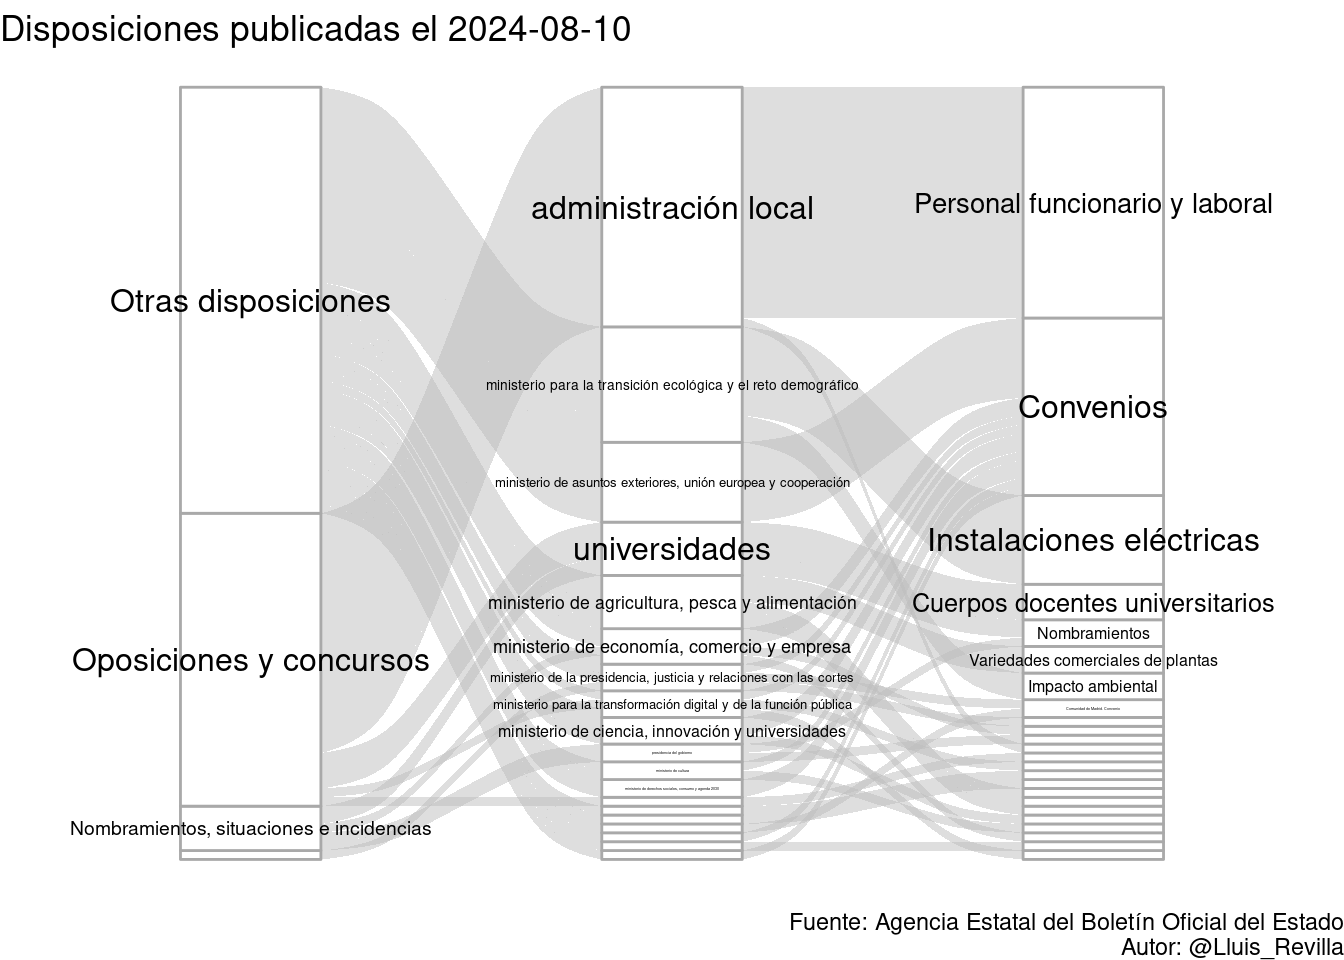 Disposiciones publicadas el 2024-08-10
Otras disposiciones
Oposiciones y concursos
Nombramientos, situaciones e incidencias
administración local
ministerio para la transición ecológica y el reto demográfico
ministerio de asuntos exteriores, unión europea y cooperación
universidades
ministerio de agricultura, pesca y alimentación
ministerio de economía, comercio y empresa
ministerio de la presidencia, justicia y relaciones con las cortes
ministerio para la transformación digital y de la función pública
ministerio de ciencia, innovación y universidades
presidencia del gobierno
ministerio de cultura
ministerio de derechos sociales, consumo y agenda 2030
Personal funcionario y laboral
Convenios
Instalaciones eléctricas
Cuerpos docentes universitarios
Nombramientos
Variedades comerciales de plantas
Impacto ambiental
Comunidad de Madrid. Convenio
Fuente: Agencia Estatal del Boletín Oficial del Estado
Autor: @Lluis_Revilla